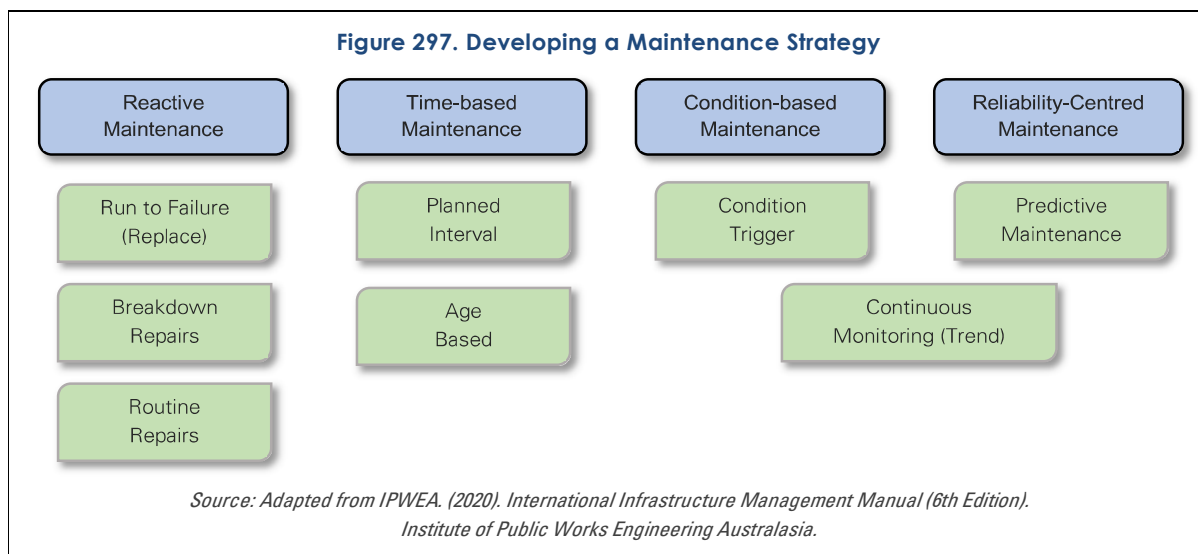 Figure 297. Developing a Maintenance Strategy
Reactive
Maintenance
Time-based
Maintenance
Condition-based
Maintenance
Reliability-Centred
Maintenance
Run to Failure
(Replace)
Planned
Interval
Condition
Trigger
Predictive
Maintenance
Breakdown
Repairs
Age
Based
Continuous
Monitoring (Trend)
Routine
Repairs
Source: Adapted from IPWEA. (2020). International Infrastructure Management Manual (6th Edition).
Institute of Public Works Engineering Australasia.